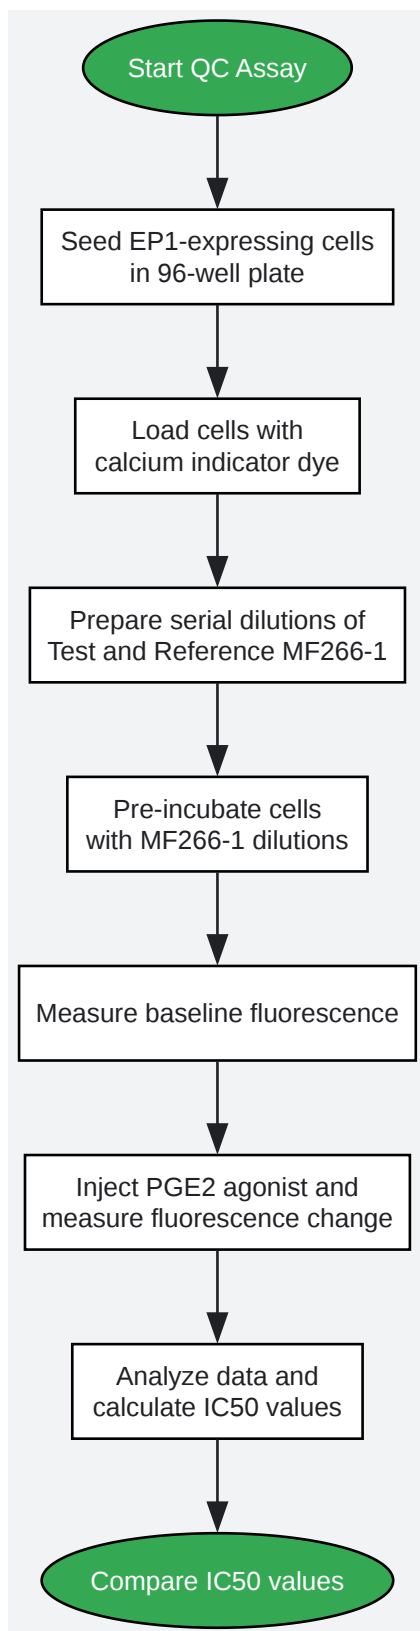 Start QC Assay
Seed EP1-expressing cells
in 96-well plate
Load cells with
calcium indicator dye
Prepare serial dilutions of
Test and Reference MF266-1
Pre-incubate cells
with MF266-1 dilutions
Measure baseline fluorescence
Inject PGE2 agonist and
measure fluorescence change
Analyze data and
calculate IC50 values
Compare IC50 values